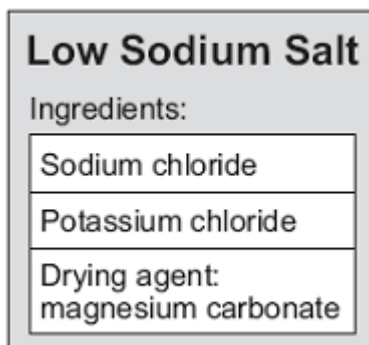 Low Sodium Salt
Ingredients:
Sodium chloride
Potassium chloride
Drying agent:
magnesium carbonate